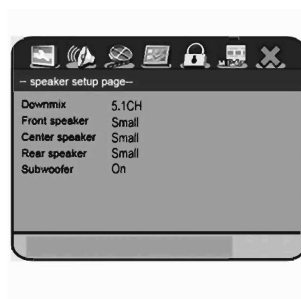 -- speaker setup page--
Downmix 5.1CH
Front speaker Small
Center speaker Small
Rear speaker Small
Subwoofer On